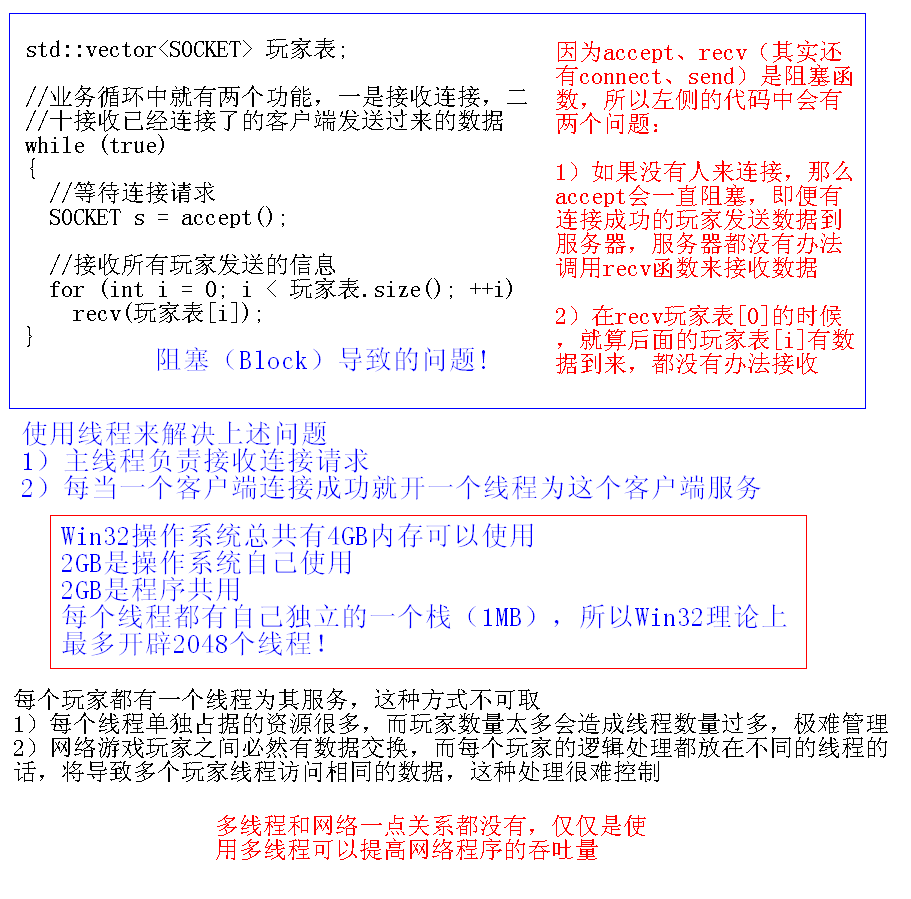 std::vector<SOCKET> 玩家表;
//业务循环中就有两个功能，一是接收连接，二
//十接收已经连接了的客户端发送过来的数据
while (true)
{
//等待连接请求
SOCKET s = accept();
//接收所有玩家发送的信息
for (int i = 0; i < 玩家表.size(); ++i)
recv(玩家表[i]);
}
阻塞（Block）导致的问题!
因为accept、recv（其实还
有connect、send）是阻塞函
数，所以左侧的代码中会有
两个问题：
1）如果没有人来连接，那么
accept会一直阻塞，即便有
连接成功的玩家发送数据到
服务器，服务器都没有办法
调用recv函数来接收数据
2）在recv玩家表[0]的时候
，就算后面的玩家表[i]有数
据到来，都没有办法接收
使用线程来解决上述问题
1）主线程负责接收连接请求
2）每当一个客户端连接成功就开一个线程为这个客户端服务
Win32操作系统总共有4GB内存可以使用
2GB是操作系统自己使用
2GB是程序共用
每个线程都有自己独立的一个栈（1MB），所以Win32理论上
最多开辟2048个线程!
每个玩家都有一个线程为其服务，这种方式不可取
1）每个线程单独占据的资源很多，而玩家数量太多会造成线程数量过多，极难管理
2）网络游戏玩家之间必然有数据交换，而每个玩家的逻辑处理都放在不同的线程的
话，将导致多个玩家线程访问相同的数据，这种处理很难控制
多线程和网络一点关系都没有，仅仅是使
用多线程可以提高网络程序的吞吐量